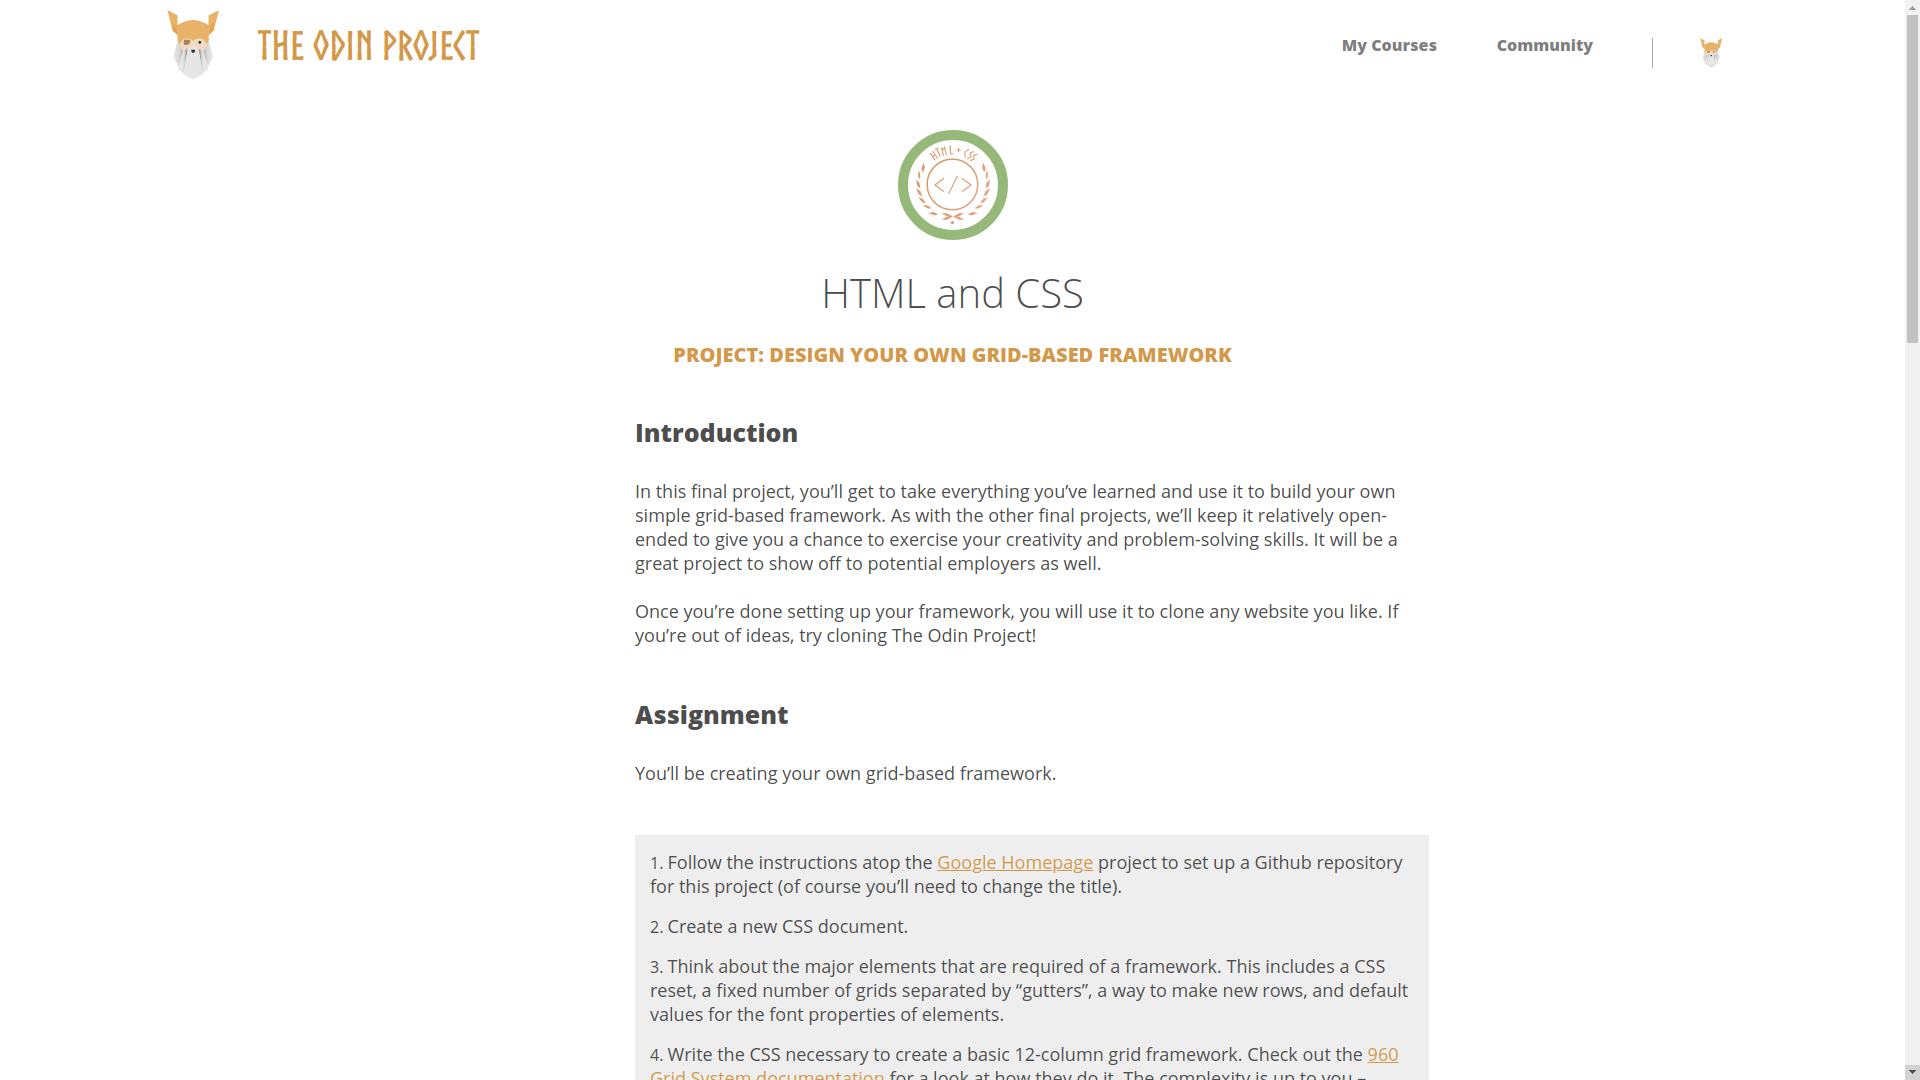 THE ODIN PROJECT
My Courses
Community
HTML + CSS
</>
HTML and CSS
PROJECT: DESIGN YOUR OWN GRID-BASED FRAMEWORK
Introduction
In this final project, you’ll get to take everything you’ve learned and use it to build your own
simple grid-based framework. As with the other final projects, we’ll keep it relatively open-
ended to give you a chance to exercise your creativity and problem-solving skills. It will be a
great project to show off to potential employers as well.
Once you’re done setting up your framework, you will use it to clone any website you like. If
you’re out of ideas, try cloning The Odin Project!
Assignment
You’ll be creating your own grid-based framework.
1. Follow the instructions atop the Google Homepage project to set up a Github repository
for this project (of course you’ll need to change the title).
2. Create a new CSS document.
3. Think about the major elements that are required of a framework. This includes a CSS
reset, a fixed number of grids separated by “gutters”, a way to make new rows, and default
values for the font properties of elements.
4. Write the CSS necessary to create a basic 12-column grid framework. Check out the 960
Grid System documentation for a look at how they do it. The complexity is up to you –